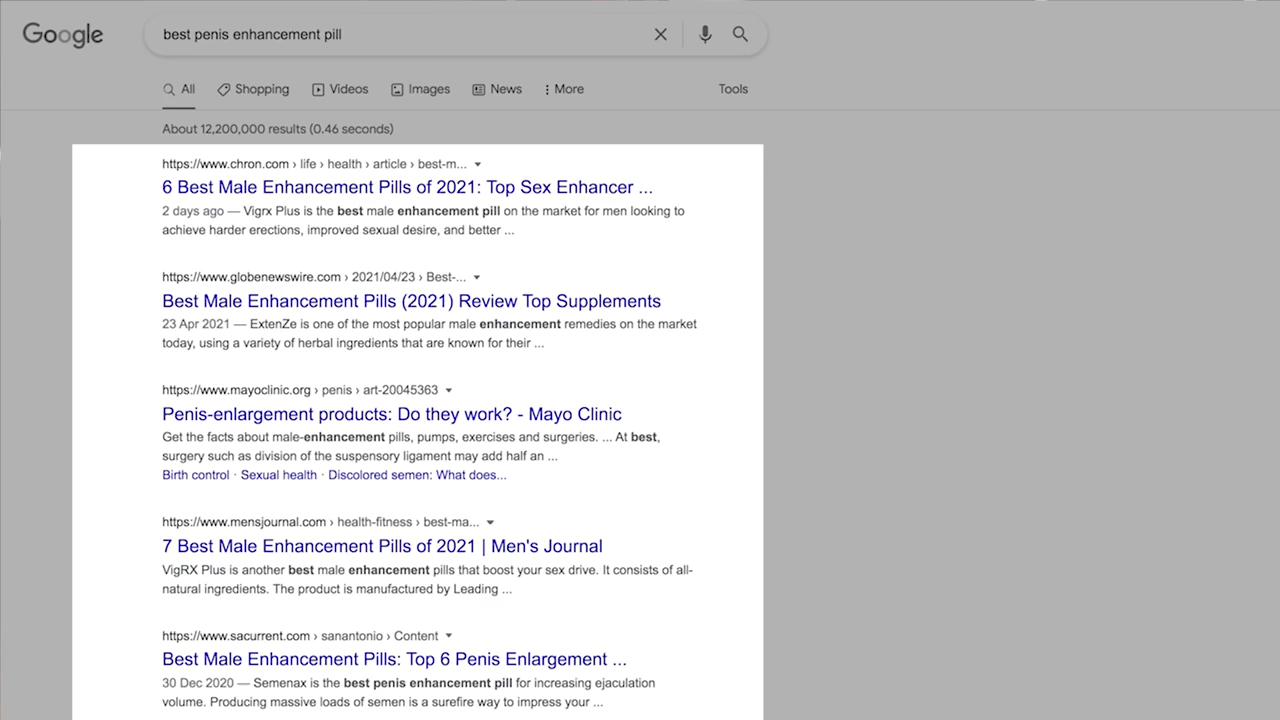 Google
best penis enhancement pill
All Shopping Videos Images News More Tools
About 12,200,000 results (0.46 seconds)
https://www.chron.com › life › health › article › best-m...
6 Best Male Enhancement Pills of 2021: Top Sex Enhancer ...
2 days ago — Vigrx Plus is the best male enhancement pill on the market for men looking to
achieve harder erections, improved sexual desire, and better ...
https://www.globenewswire.com › 2021/04/23 › Best-...
Best Male Enhancement Pills (2021) Review Top Supplements
23 Apr 2021 — ExtenZe is one of the most popular male enhancement remedies on the market
today, using a variety of herbal ingredients that are known for their ...
https://www.mayoclinic.org › penis › art-20045363
Penis-enlargement products: Do they work? - Mayo Clinic
Get the facts about male-enhancement pills, pumps, exercises and surgeries. ... At best,
surgery such as division of the suspensory ligament may add half an ...
Birth control · Sexual health · Discolored semen: What does...
https://www.mensjournal.com › health-fitness › best-ma...
7 Best Male Enhancement Pills of 2021 | Men's Journal
VigRX Plus is another best male enhancement pills that boost your sex drive. It consists of all-
natural ingredients. The product is manufactured by Leading ...
https://www.sacurrent.com › sanantonio › Content
Best Male Enhancement Pills: Top 6 Penis Enlargement ...
30 Dec 2020 — Semenax is the best penis enhancement pill for increasing ejaculation
volume. Producing massive loads of semen is a surefire way to impress your ...